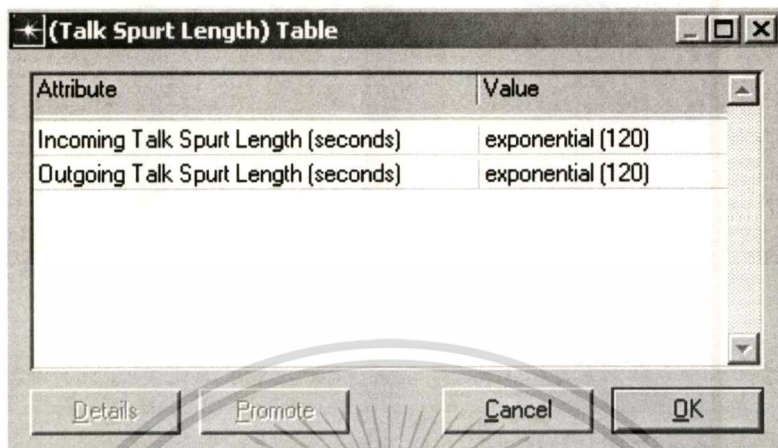 (Talk Spurt Length) Table
Attribute Value
Incoming Talk Spurt Length (seconds) exponential (120)
Outgoing Talk Spurt Length (seconds) exponential (120)
Details Promote Cancel OK